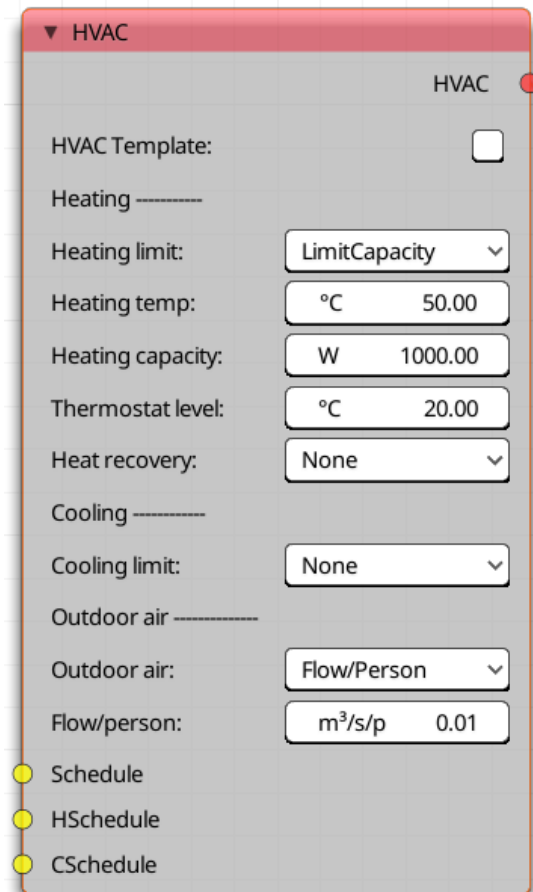 HVAC
HVAC
HVAC Template:
Heating -----------
Heating limit: LimitCapacity
Heating temp: °C 50.00
Heating capacity: W 1000.00
Thermostat level: °C 20.00
Heat recovery: None
Cooling ------------
Cooling limit: None
Outdoor air --------------
Outdoor air: Flow/Person
Flow/person: m³/s/p 0.01
Schedule
HSchedule
CSchedule